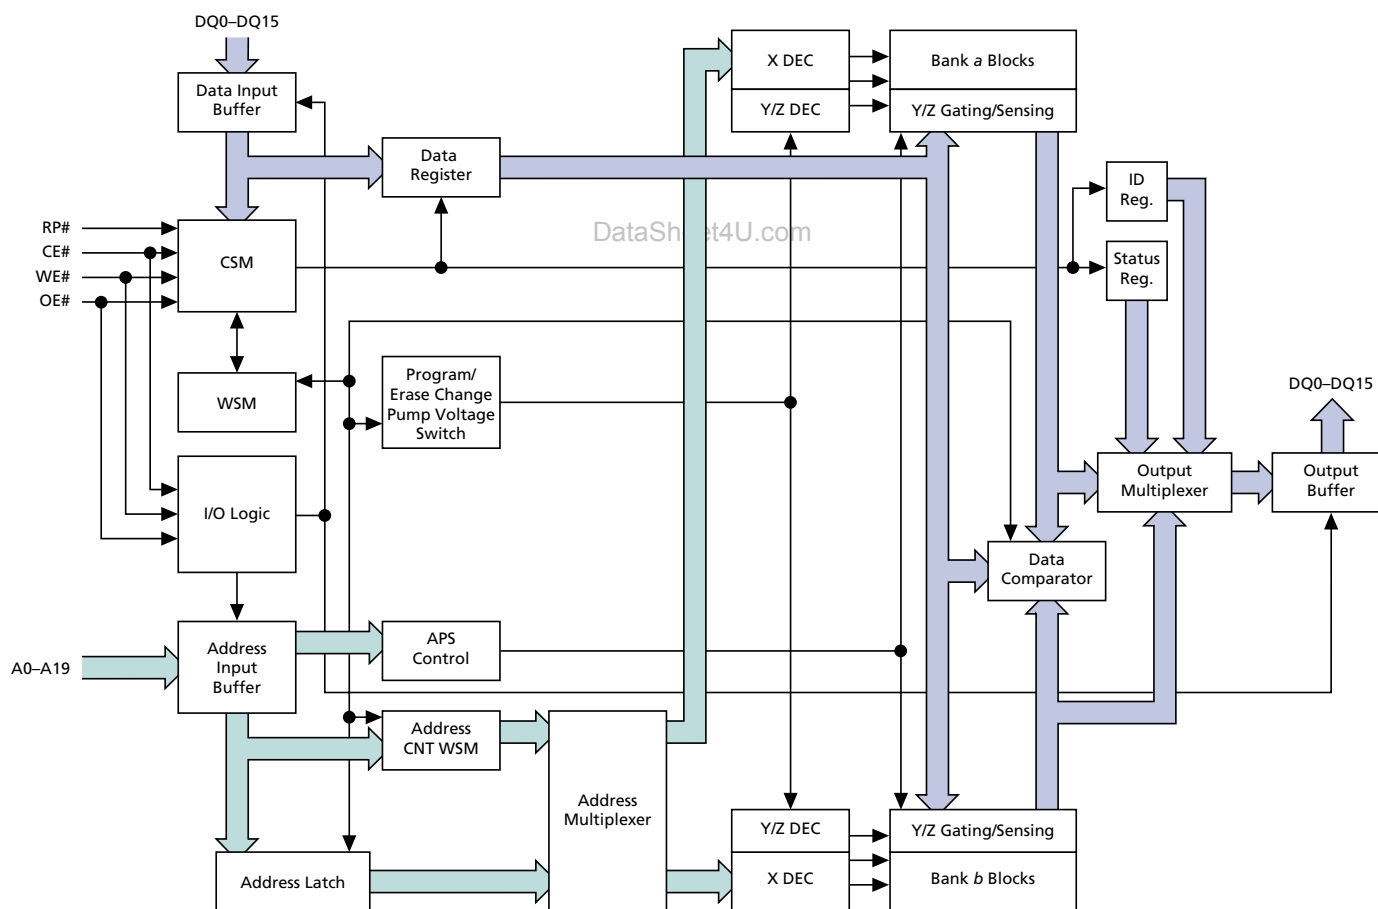 DQ0–DQ15
Data Input
Buffer
X DEC
Y/Z DEC
Bank a Blocks
Y/Z Gating/Sensing
Data
Register
ID
Reg.
RP#
CE#
WE#
OE#
CSM
DataSheet4U.com
Status
Reg.
WSM
Program/
Erase Change
Pump Voltage
Switch
DQ0–DQ15
I/O Logic
Output
Multiplexer
Output
Buffer
Data
Comparator
A0–A19
Address
Input
Buffer
APS
Control
Address
CNT WSM
Address
Multiplexer
Y/Z DEC
X DEC
Y/Z Gating/Sensing
Bank b Blocks
Address Latch